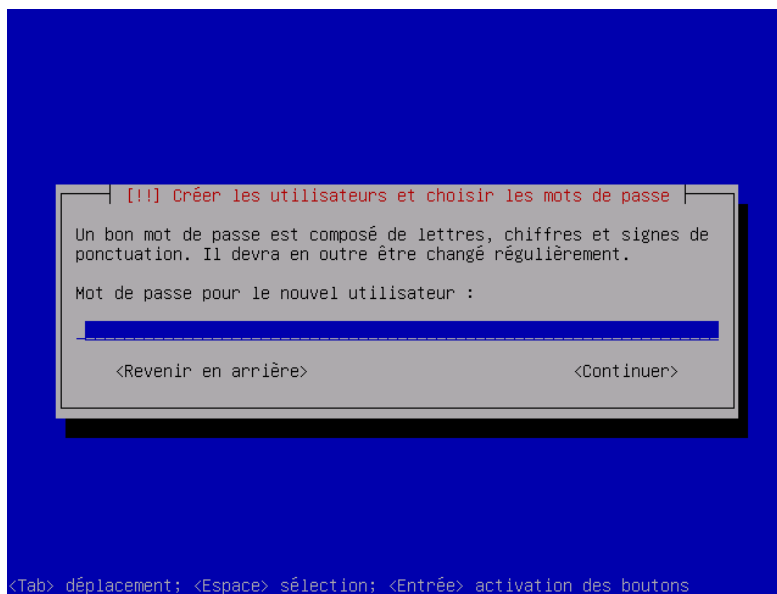 [!!] Créer les utilisateurs et choisir les mots de passe
Un bon mot de passe est composé de lettres, chiffres et signes de
ponctuation. Il devra en outre être changé régulièrement.
Mot de passe pour le nouvel utilisateur :
<Revenir en arrière> <Continuer>
<Tab> déplacement; <Espace> sélection; <Entrée> activation des boutons